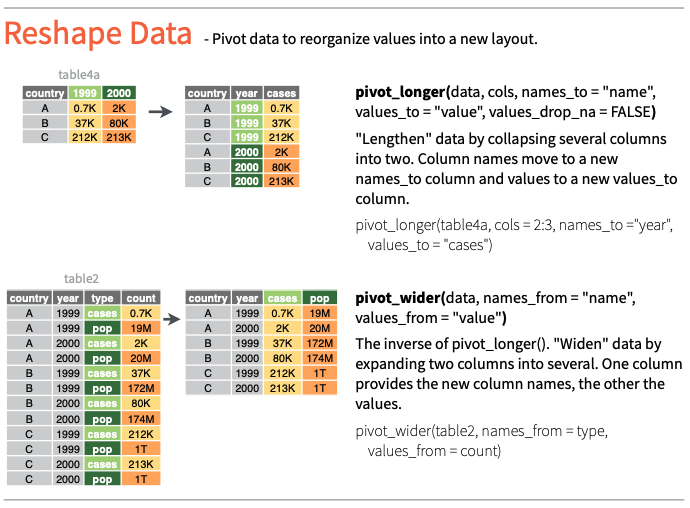 Reshape Data - Pivot data to reorganize values into a new layout.
table4a
country 1999 2000
A 0.7K 2K
B 37K 80K
C 212K 213K
country year cases
A 1999 0.7K
B 1999 37K
C 1999 212K
A 2000 2K
B 2000 80K
C 2000 213K
pivot_longer(data, cols, names_to = "name",
values_to = "value", values_drop_na = FALSE)
"Lengthen" data by collapsing several columns
into two. Column names move to a new
names_to column and values to a new values_to
column.
pivot_longer(table4a, cols = 2:3, names_to ="year",
values_to = "cases")
table2
country year type count
A 1999 cases 0.7K
A 1999 pop 19M
A 2000 cases 2K
A 2000 pop 20M
B 1999 cases 37K
B 1999 pop 172M
B 2000 cases 80K
B 2000 pop 174M
C 1999 cases 212K
C 1999 pop 1T
C 2000 cases 213K
C 2000 pop 1T
country year cases pop
A 1999 0.7K 19M
A 2000 2K 20M
B 1999 37K 172M
B 2000 80K 174M
C 1999 212K 1T
C 2000 213K 1T
pivot_wider(data, names_from = "name",
values_from = "value")
The inverse of pivot_longer(). "Widen" data by
expanding two columns into several. One column
provides the new column names, the other the
values.
pivot_wider(table2, names_from = type,
values_from = count)